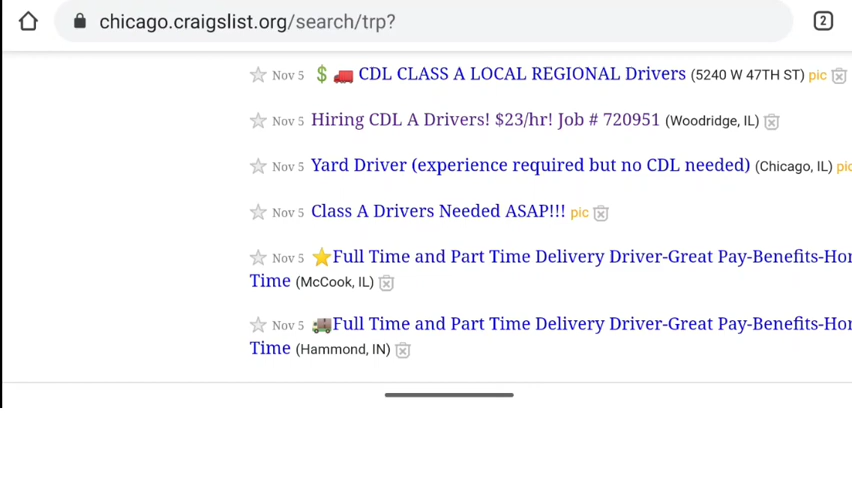 chicago.craigslist.org/search/trp?
2
Nov 5 💲🚛 CDL CLASS A LOCAL REGIONAL Drivers (5240 W 47TH ST) pic
Nov 5 Hiring CDL A Drivers! $23/hr! Job # 720951 (Woodridge, IL)
Nov 5 Yard Driver (experience required but no CDL needed) (Chicago, IL) pic
Nov 5 Class A Drivers Needed ASAP!!! pic
Nov 5 ⭐Full Time and Part Time Delivery Driver-Great Pay-Benefits-Hom
Time (McCook, IL)
Nov 5 🚚Full Time and Part Time Delivery Driver-Great Pay-Benefits-Hom
Time (Hammond, IN)